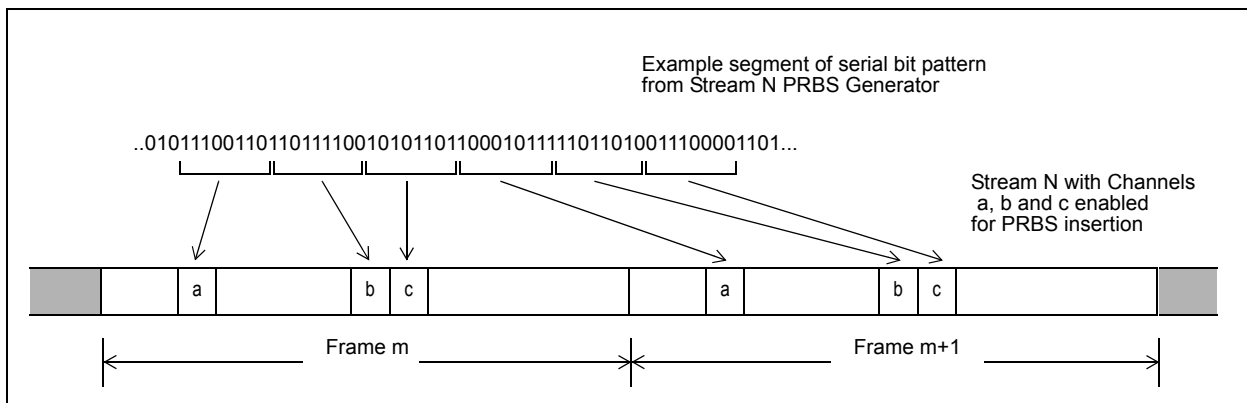 Example segment of serial bit pattern
from Stream N PRBS Generator
..010111001101101111001010110110001011111011010011100001101...
Stream N with Channels
a, b and c enabled
for PRBS insertion
a b c a b c
Frame m Frame m+1